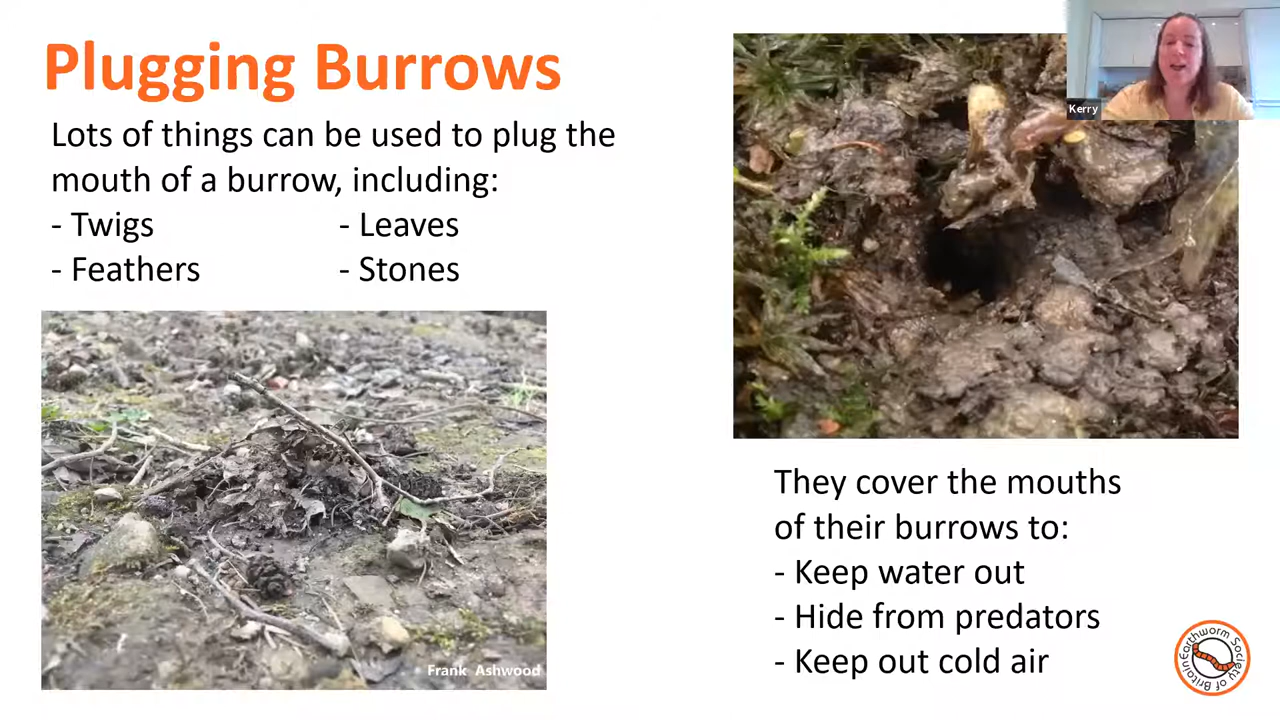 Plugging Burrows
Lots of things can be used to plug the
mouth of a burrow, including:
- Twigs - Leaves
- Feathers - Stones
Frank Ashwood
Kerry
They cover the mouths
of their burrows to:
- Keep water out
- Hide from predators
- Keep out cold air
Earthworm Society of Britain